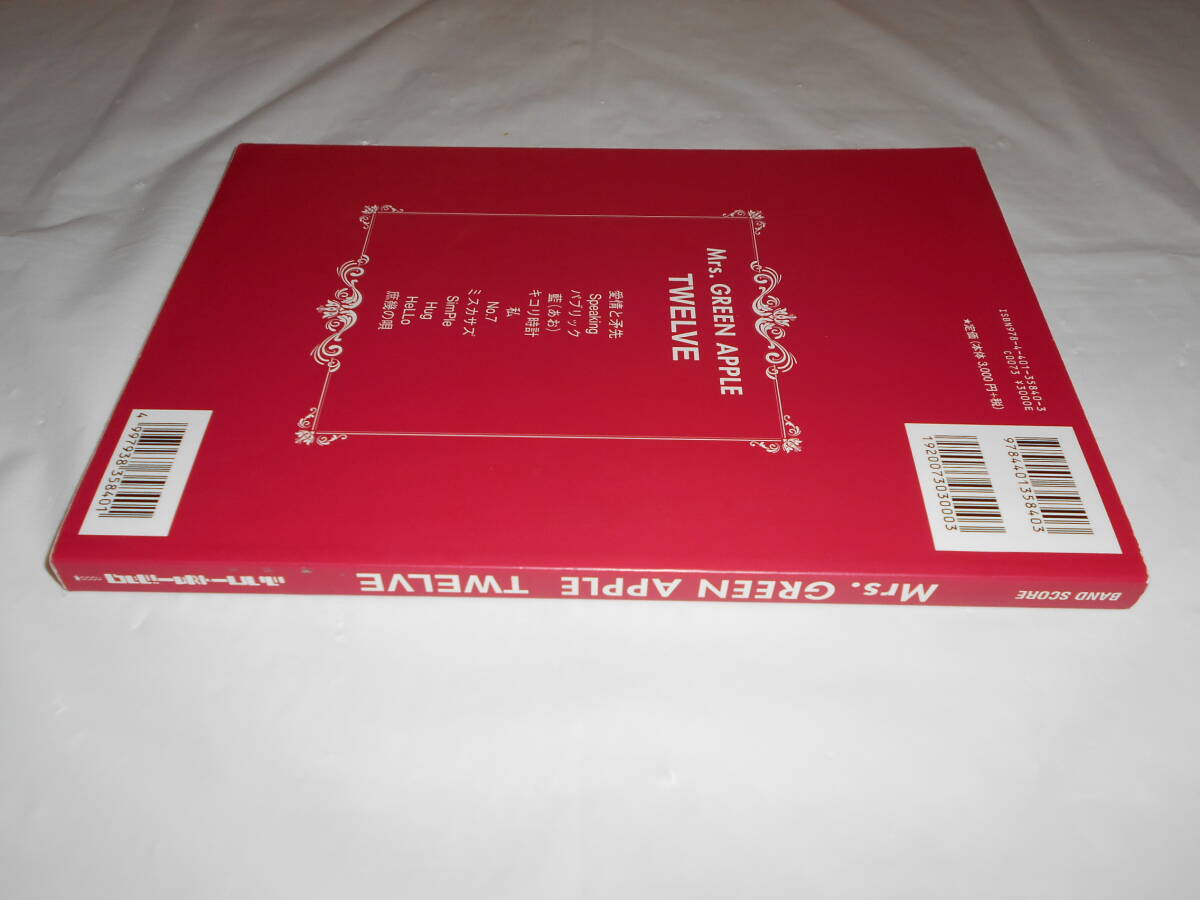 Mrs. GREEN APPLE
TWELVE
愛情と矛先
Speaking
パブリック
藍(あお)
キコリ時計
私
No.7
ミスカサズ
SimPle
Hug
HeLLo
庶幾の唄
ISBN978-4-401-35840-3
C0073 ¥3000E
★定価(本体 3,000円+税)
9784401358403
1920073030003
4997938358401
BAND SCORE
Mrs. GREEN APPLE TWELVE